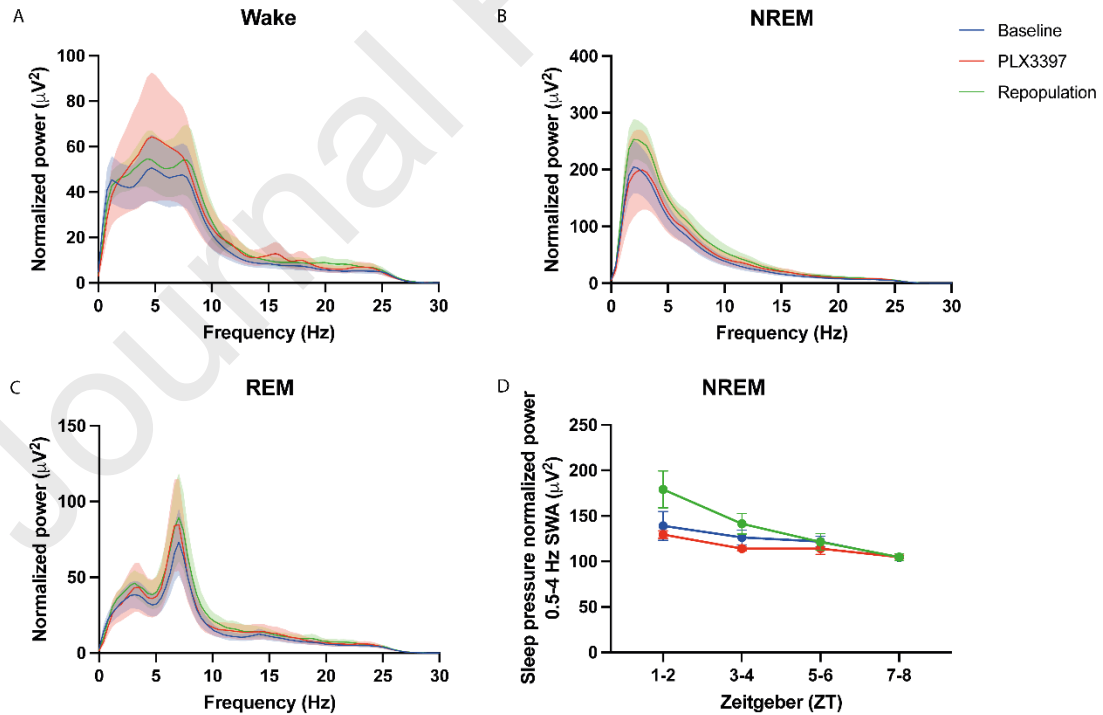 A
Wake
Normalized power (μV²)
100
80
60
40
20
0
0 5 10 15 20 25 30
Frequency (Hz)
B
NREM
Normalized power (μV²)
400
300
200
100
0
0 5 10 15 20 25 30
Frequency (Hz)
Baseline
PLX3397
Repopulation
C
REM
Normalized power (μV²)
150
100
50
0
0 5 10 15 20 25 30
Frequency (Hz)
D
NREM
Sleep pressure normalized power
0.5-4 Hz SWA (μV²)
250
200
150
100
50
0
1-2 3-4 5-6 7-8
Zeitgeber (ZT)
Journal